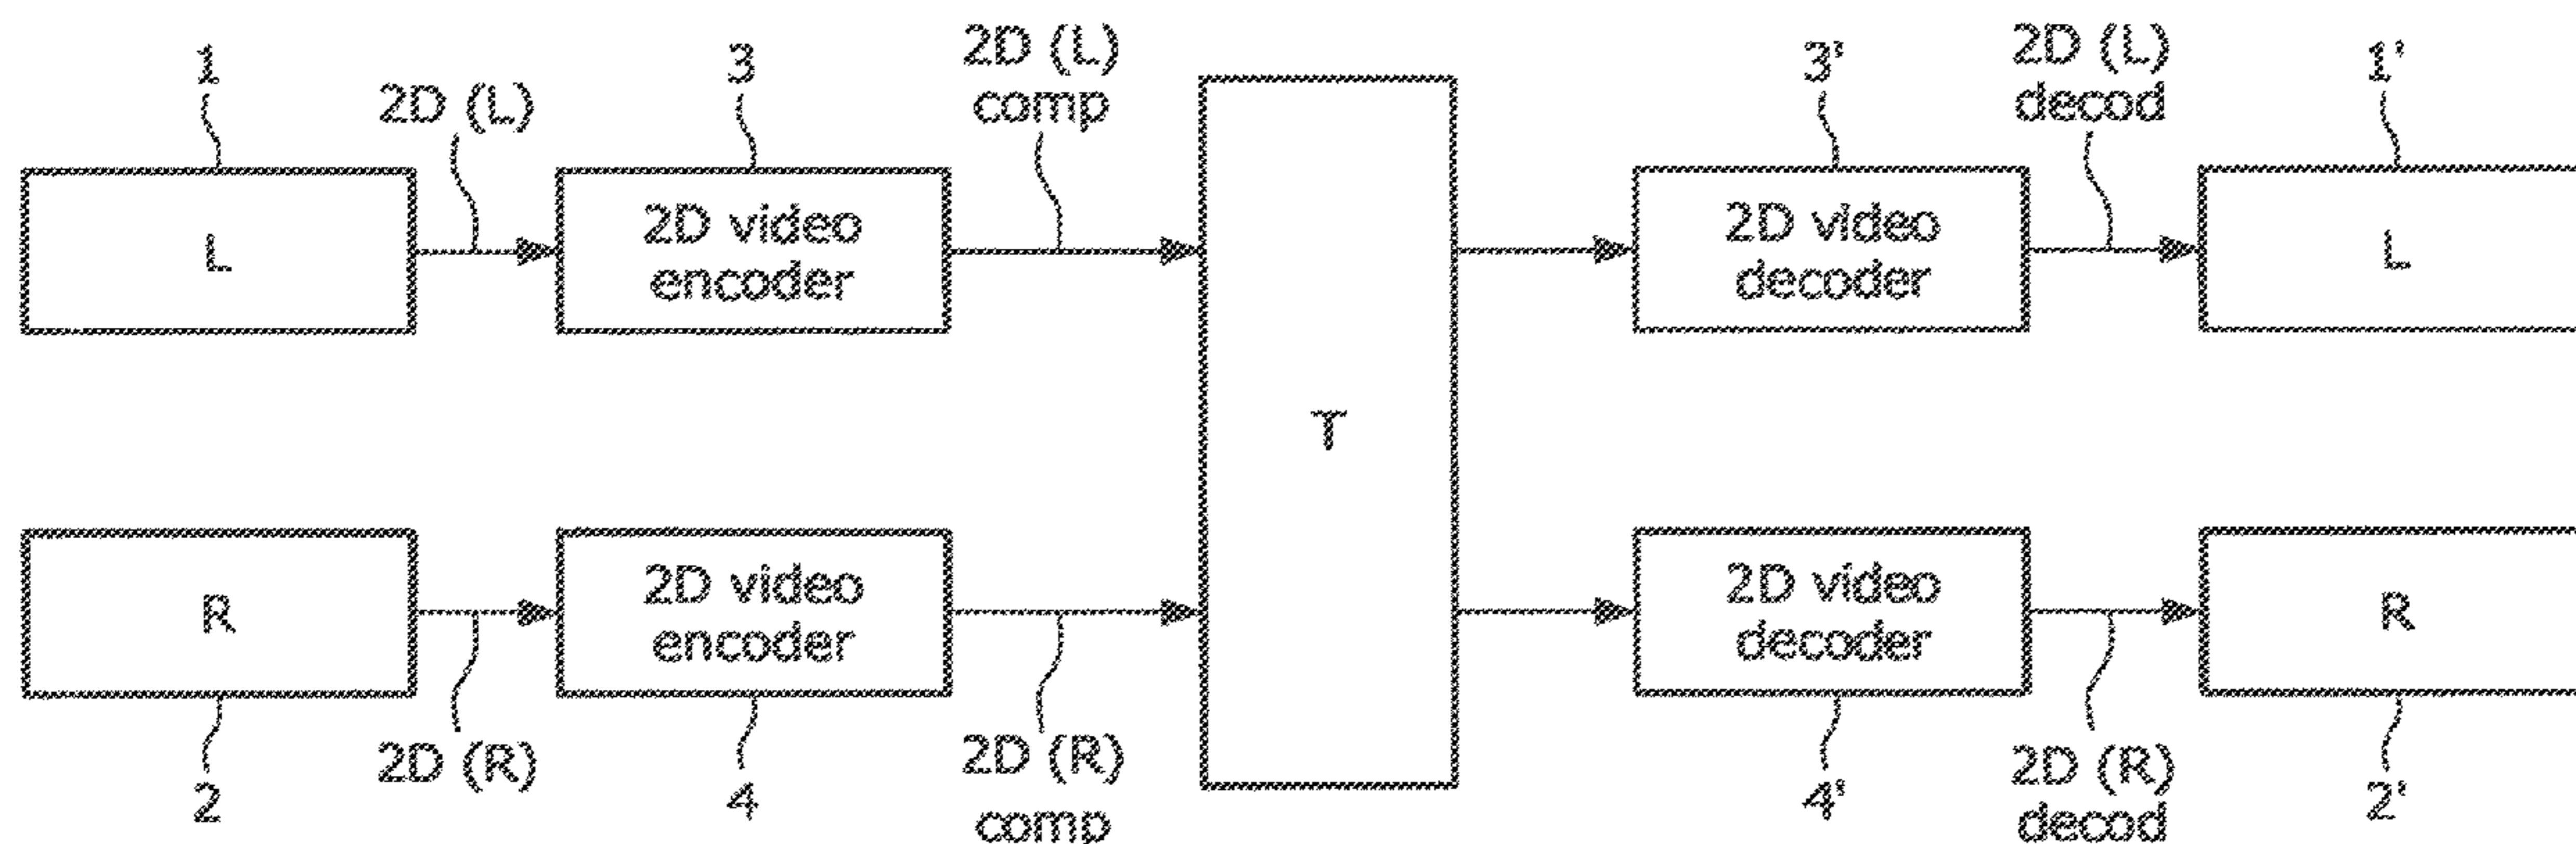 1
2D (L)
3
2D (L)
comp
3'
2D (L)
decod
1'
L
2D video
encoder
T
2D video
decoder
L
R
2D video
encoder
2D video
decoder
R
2
2D (R)
4
2D (R)
comp
4'
2D (R)
decod
2'